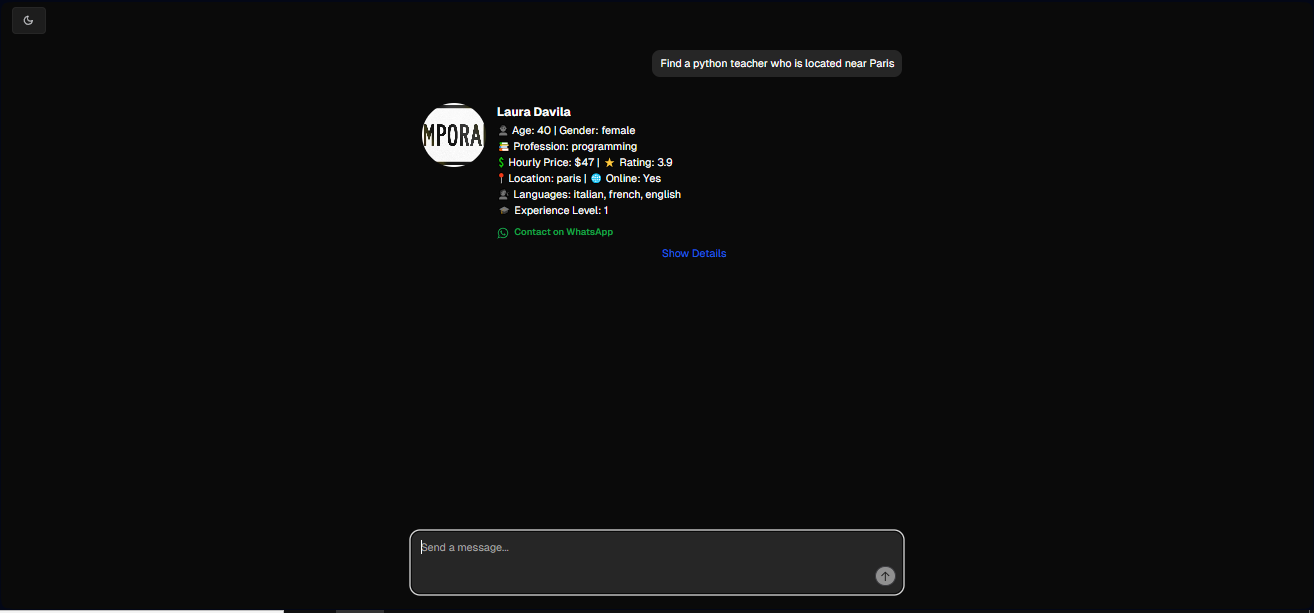 Find a python teacher who is located near Paris
MPORA
Laura Davila
Age: 40 | Gender: female
Profession: programming
Hourly Price: $47 | ⭐ Rating: 3.9
Location: paris | 🌐 Online: Yes
Languages: italian, french, english
Experience Level: 1
Contact on WhatsApp
Show Details
Send a message...